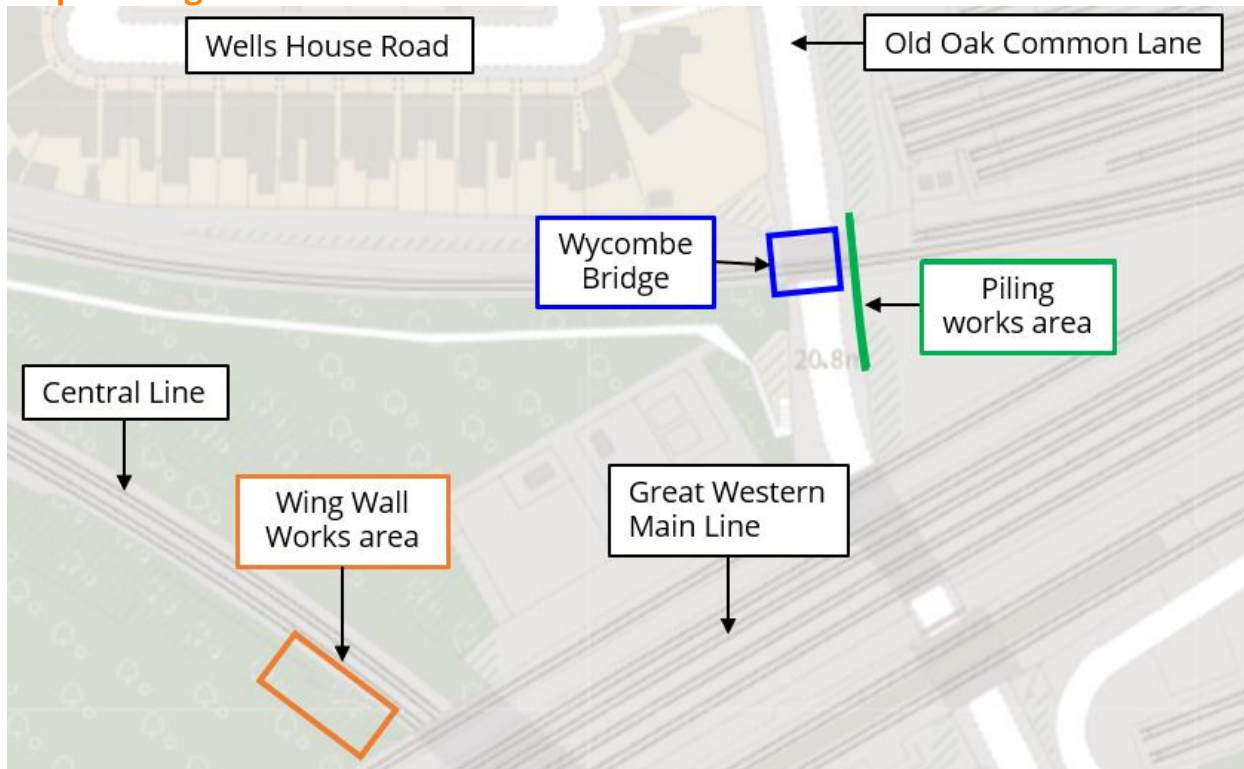 Wells House Road
Old Oak Common Lane
Wycombe
Bridge
Piling
works area
20.8m
Central Line
Wing Wall
Works area
Great Western
Main Line